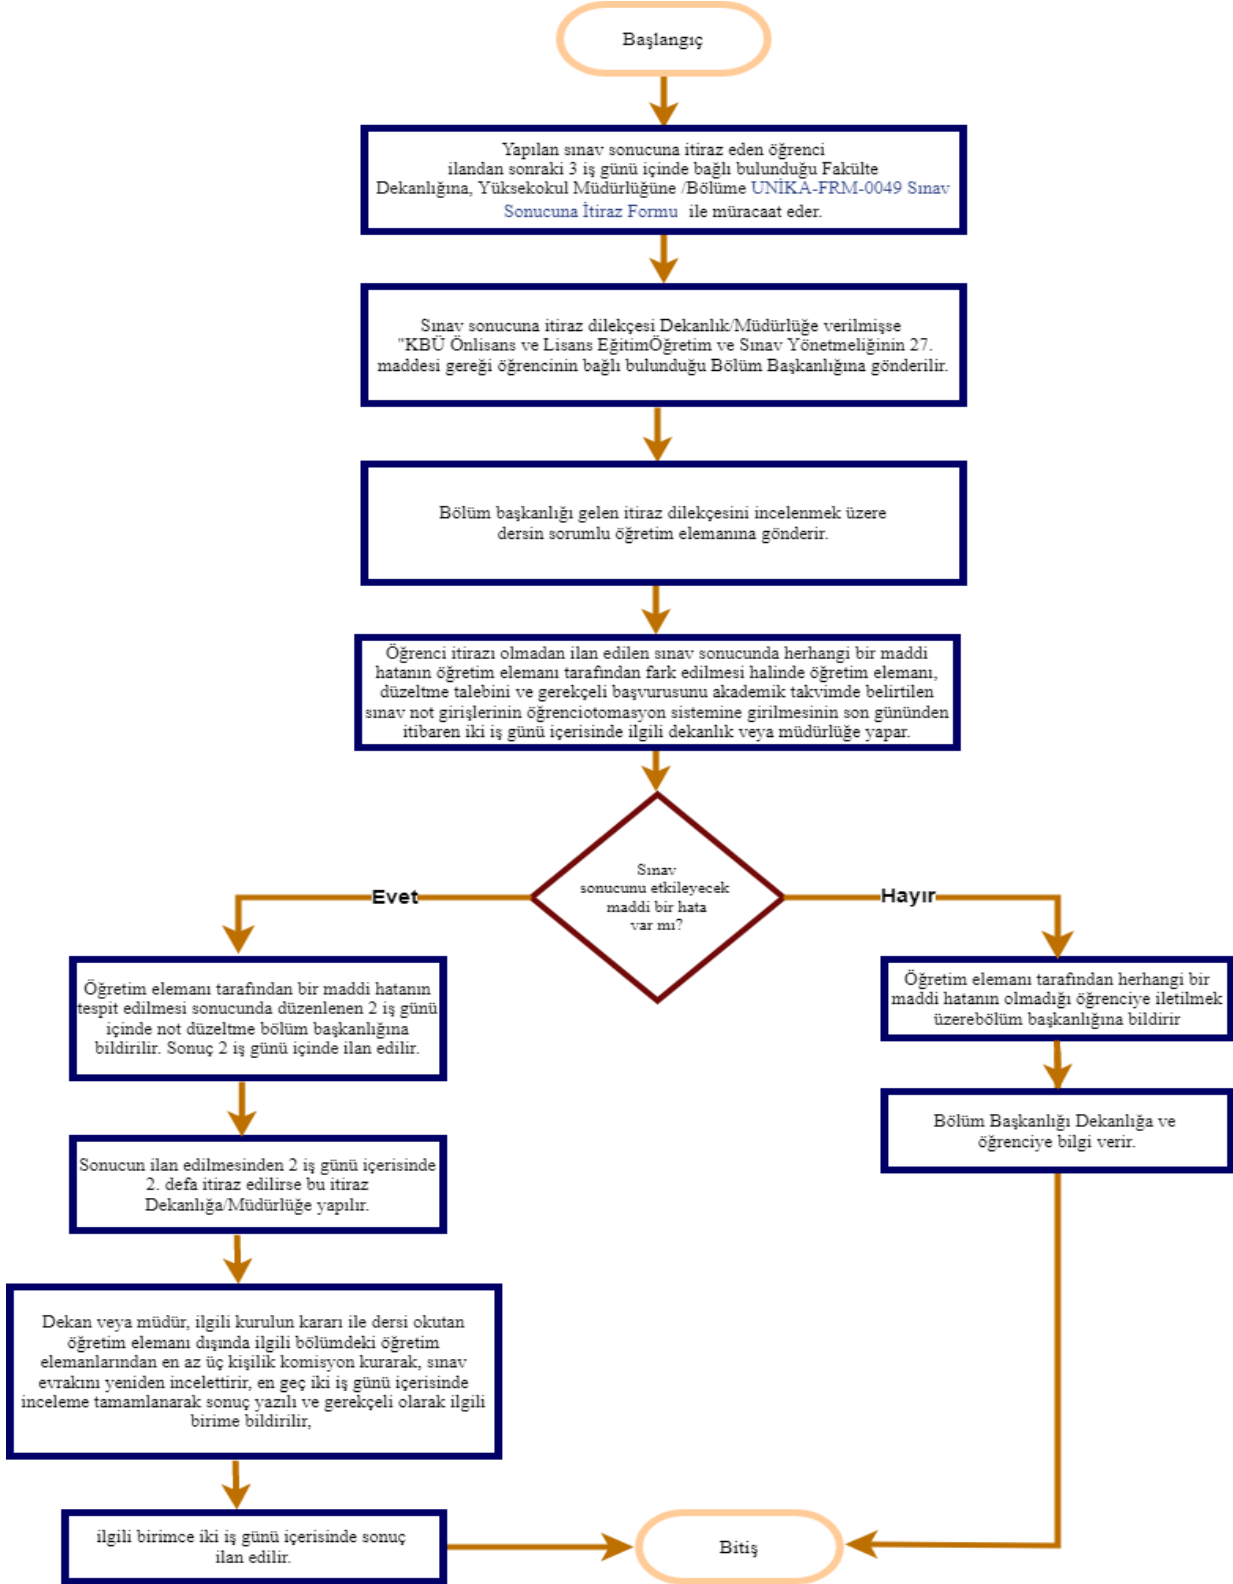 Başlangıç
Yapılan sınav sonucuna itiraz eden öğrenci
ilandan sonraki 3 iş günü içinde bağlı bulunduğu Fakülte
Dekanlığına, Yüksekokul Müdürlüğüne /Bölüme UNİKA-FRM-0049 Sınav
Sonucuna İtiraz Formu ile müracaat eder.
Sınav sonucuna itiraz dilekçesi Dekanlık/Müdürlüğe verilmişse
"KBÜ Önlisans ve Lisans EğitimÖğretim ve Sınav Yönetmeliğinin 27.
maddesi gereği öğrencinin bağlı bulunduğu Bölüm Başkanlığına gönderilir.
Bölüm başkanlığı gelen itiraz dilekçesini incelenmek üzere
dersin sorumlu öğretim elemanına gönderir.
Öğrenci itirazı olmadan ilan edilen sınav sonucunda herhangi bir maddi
hatanın öğretim elemanı tarafından fark edilmesi halinde öğretim elemanı,
düzeltme talebini ve gerekçeli başvurusunu akademik takvimde belirtilen
sınav not girişlerinin öğrenciotomasyon sistemine girilmesinin son gününden
itibaren iki iş günü içerisinde ilgili dekanlık veya müdürlüğe yapar.
Sınav
sonucunu etkileyecek
maddi bir hata
var mı?
Evet
Hayır
Öğretim elemanı tarafından bir maddi hatanın
tespit edilmesi sonucunda düzenlenen 2 iş günü
içinde not düzeltme bölüm başkanlığına
bildirilir. Sonuç 2 iş günü içinde ilan edilir.
Öğretim elemanı tarafından herhangi bir
maddi hatanın olmadığı öğrenciye iletilmek
üzerebölüm başkanlığına bildirir
Sonucun ilan edilmesinden 2 iş günü içerisinde
2. defa itiraz edilirse bu itiraz
Dekanlığa/Müdürlüğe yapılır.
Bölüm Başkanlığı Dekanlığa ve
öğrenciye bilgi verir.
Dekan veya müdür, ilgili kurulun kararı ile dersi okutan
öğretim elemanı dışında ilgili bölümdeki öğretim
elemanlarından en az üç kişilik komisyon kurarak, sınav
evrakını yeniden incelettirir, en geç iki iş günü içerisinde
inceleme tamamlanarak sonuç yazılı ve gerekçeli olarak ilgili
birime bildirilir,
ilgili birimce iki iş günü içerisinde sonuç
ilan edilir.
Bitiş